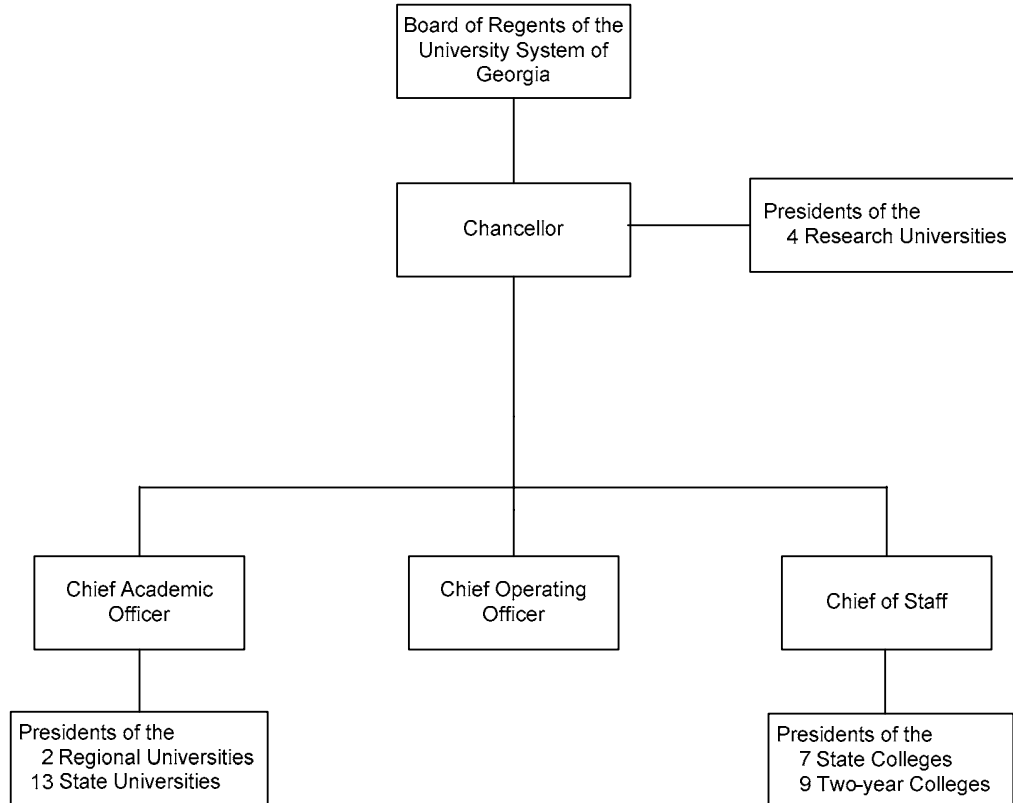 Board of Regents of the
University System of
Georgia
Chancellor
Presidents of the
4 Research Universities
Chief Academic
Officer
Chief Operating
Officer
Chief of Staff
Presidents of the
2 Regional Universities
13 State Universities
Presidents of the
7 State Colleges
9 Two-year Colleges